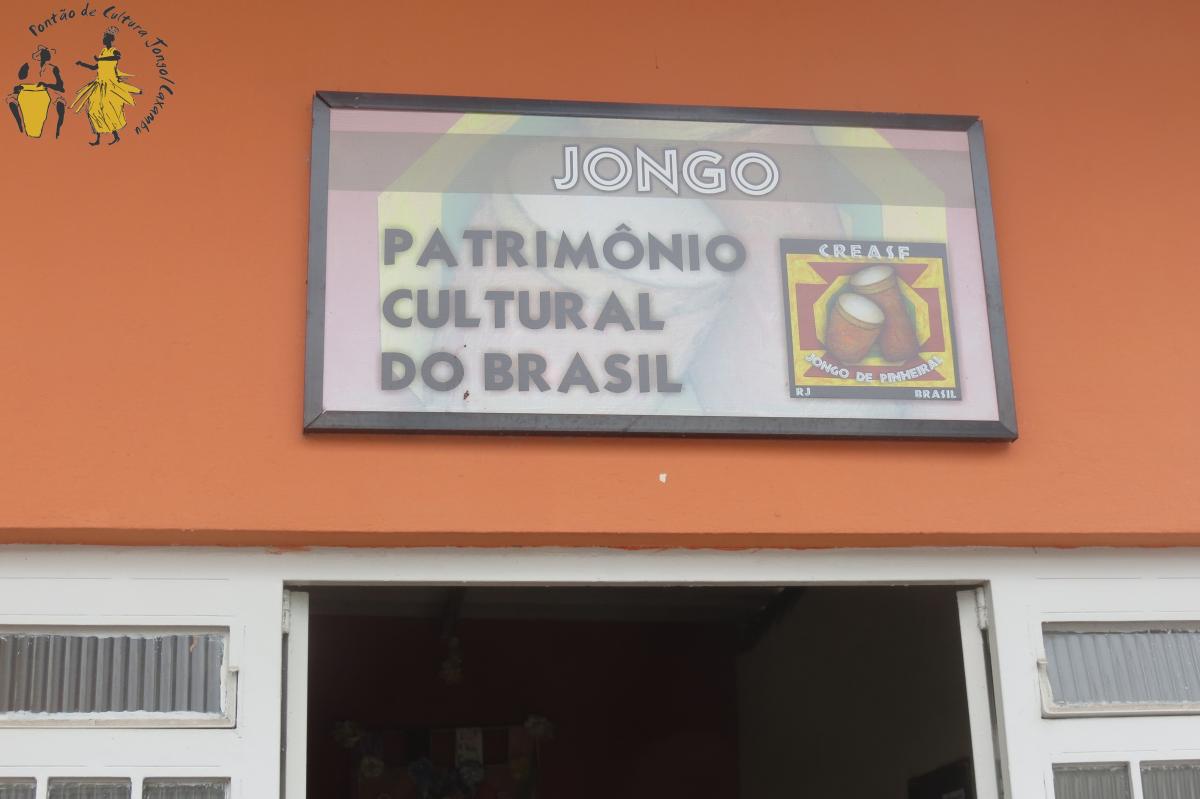 Pontão de Cultura Jongo/Caxambu
JONGO
PATRIMÔNIO
CULTURAL
DO BRASIL
CREASF
JONGO DE PINHEIRAL
RJ BRASIL